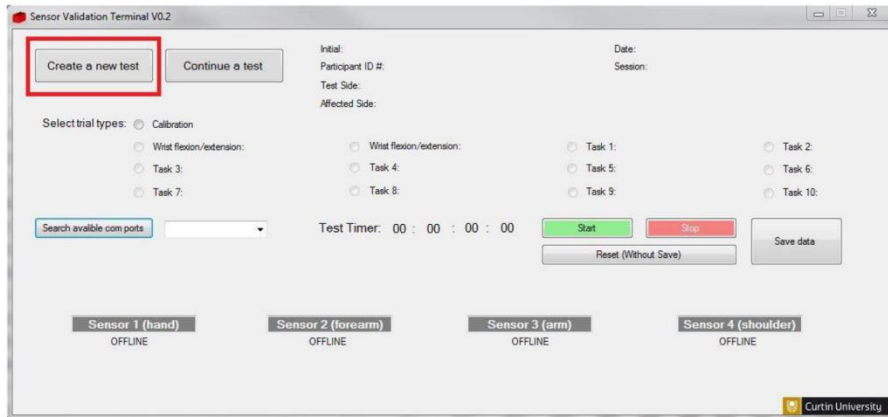 Sensor Validation Terminal V0.2
Create a new test Continue a test Initial: Date:
Participant ID #: Session:
Test Side:
Affected Side:
Select trial types: Calibration
Wrist flexion/extension: Wrist flexion/extension: Task 1: Task 2:
Task 3: Task 4: Task 5: Task 6:
Task 7: Task 8: Task 9: Task 10:
Search avalible com ports Test Timer: 00 : 00 : 00 : 00 Start Stop
Reset (Without Save) Save data
Sensor 1 (hand) Sensor 2 (forearm) Sensor 3 (arm) Sensor 4 (shoulder)
OFFLINE OFFLINE OFFLINE OFFLINE
Curtin University